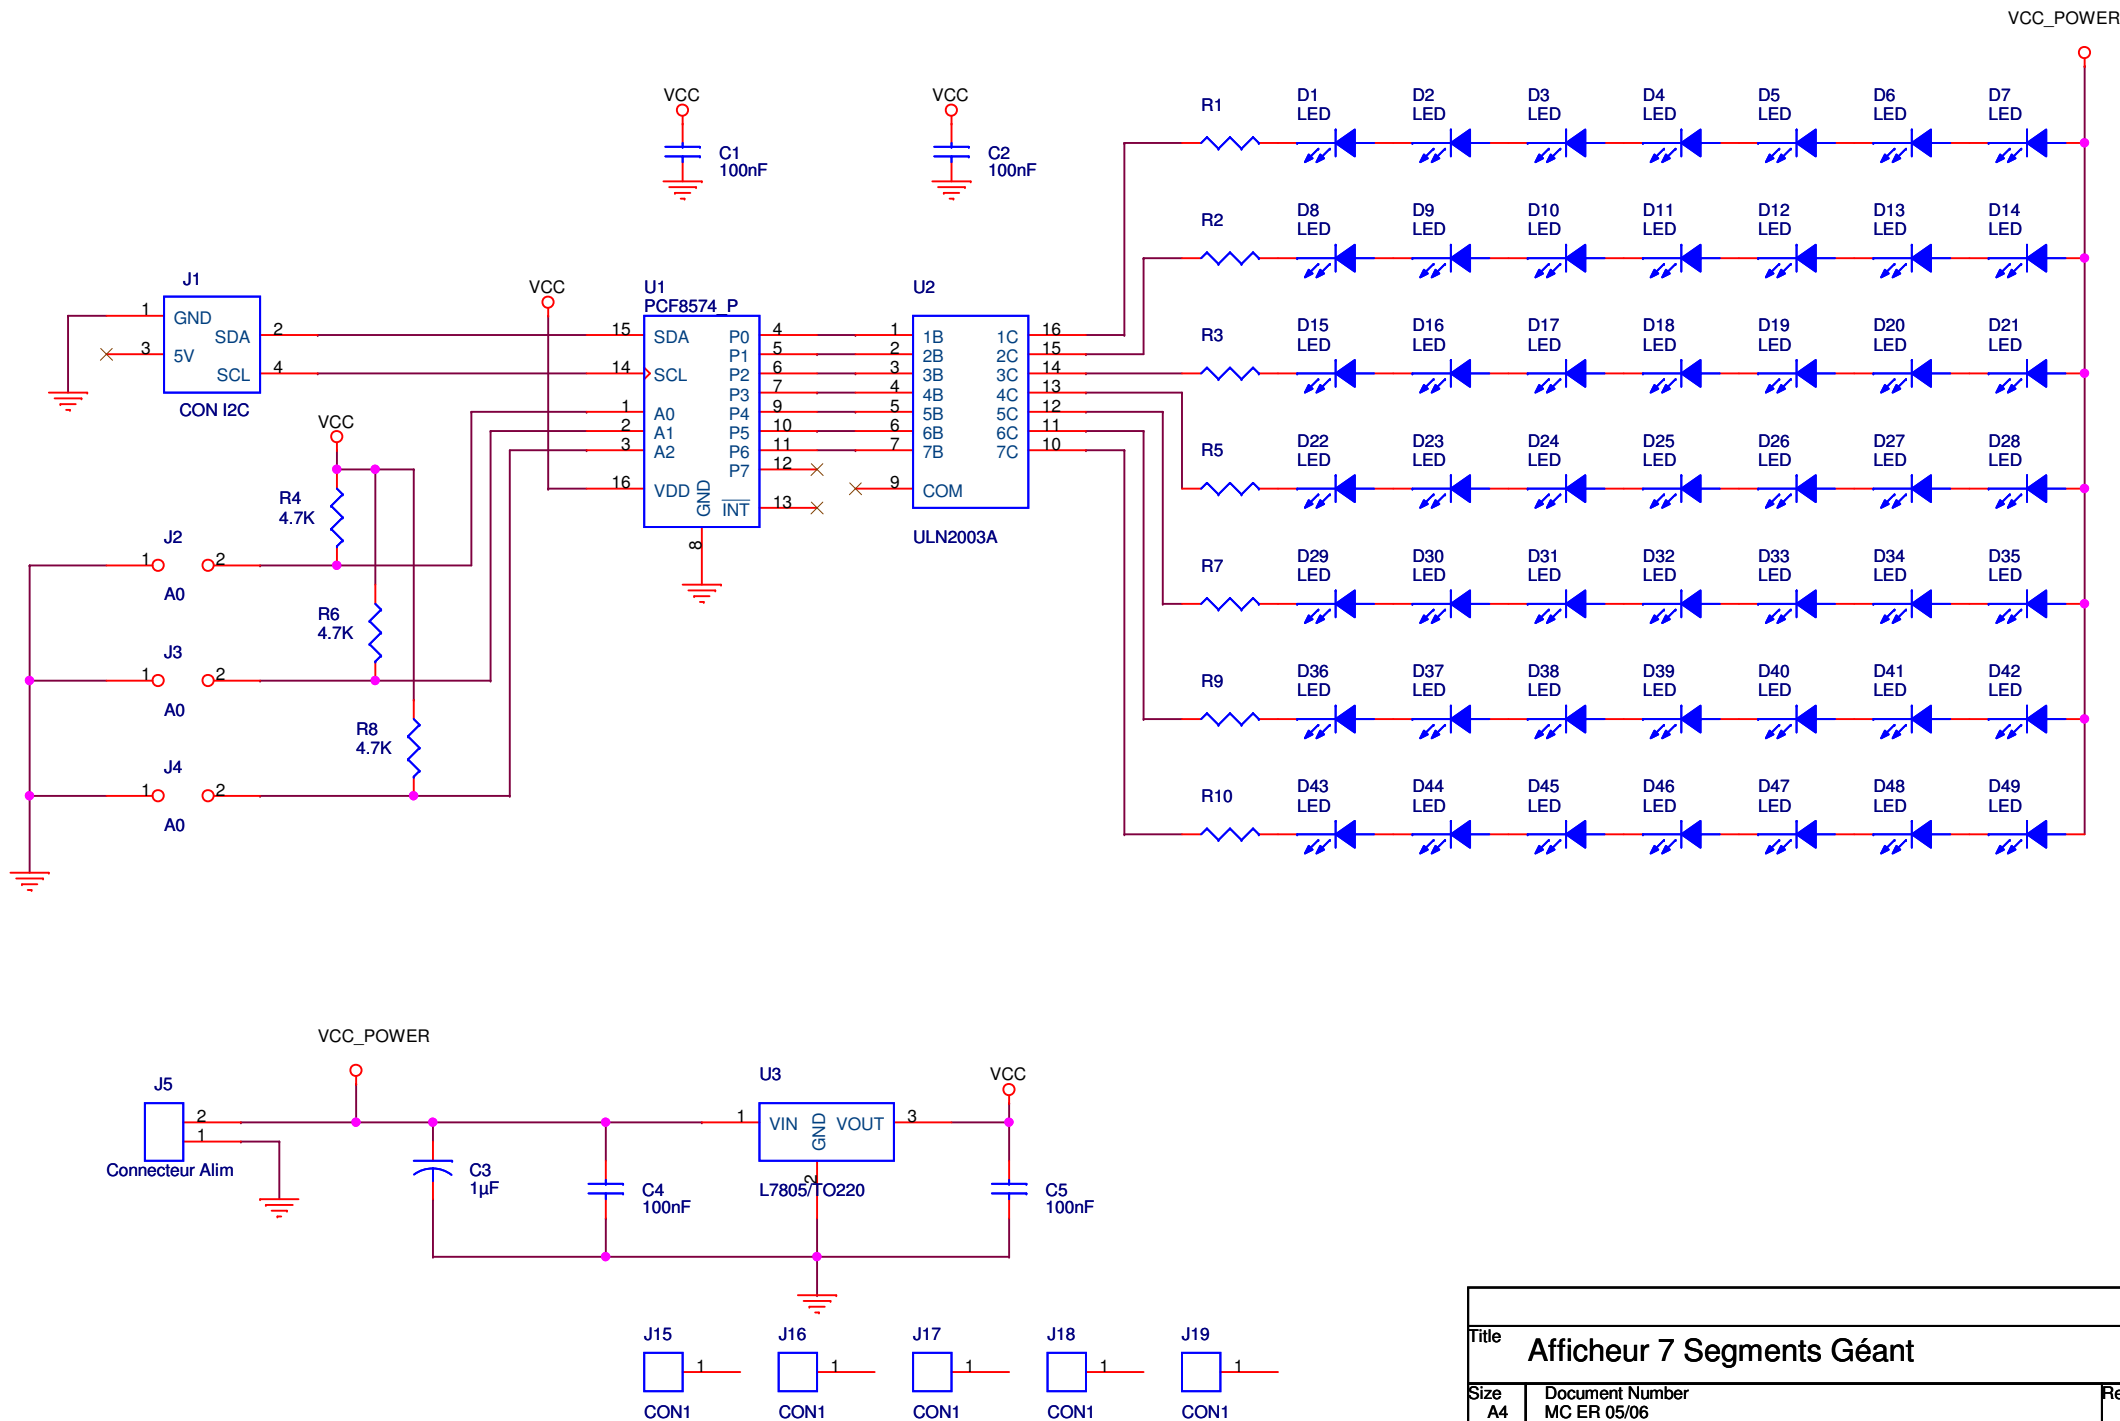 VCC_POWER
VCC
C1
100nF
VCC
C2
100nF
R1
D1 LED
D2 LED
D3 LED
D4 LED
D5 LED
D6 LED
D7 LED
R2
D8 LED
D9 LED
D10 LED
D11 LED
D12 LED
D13 LED
D14 LED
R3
D15 LED
D16 LED
D17 LED
D18 LED
D19 LED
D20 LED
D21 LED
R5
D22 LED
D23 LED
D24 LED
D25 LED
D26 LED
D27 LED
D28 LED
R7
D29 LED
D30 LED
D31 LED
D32 LED
D33 LED
D34 LED
D35 LED
R9
D36 LED
D37 LED
D38 LED
D39 LED
D40 LED
D41 LED
D42 LED
R10
D43 LED
D44 LED
D45 LED
D46 LED
D47 LED
D48 LED
D49 LED
J1
1 GND
SDA 2
3 5V
SCL 4
CON I2C
VCC
U1
PCF8574_P
15 SDA P0 4
P1 5
14 SCL P2 6
P3 7
1 A0 P4 9
2 A1 P5 10
3 A2 P6 11
P7 12
16 VDD GND INT 13
8
U2
1 1B 1C 16
2 2B 2C 15
3 3B 3C 14
4 4B 4C 13
5 5B 5C 12
6 6B 6C 11
7 7B 7C 10
9 COM
ULN2003A
VCC
R4
4.7K
J2
1 2
A0
R6
4.7K
J3
1 2
A0
R8
4.7K
J4
1 2
A0
VCC_POWER
J5
2
1
Connecteur Alim
C3
1µF
C4
100nF
U3
1 VIN GND VOUT 3
2
L7805/TO220
VCC
C5
100nF
J15
1
CON1
J16
1
CON1
J17
1
CON1
J18
1
CON1
J19
1
CON1
Title
Afficheur 7 Segments Géant
Size
A4
Document Number
MC ER 05/06